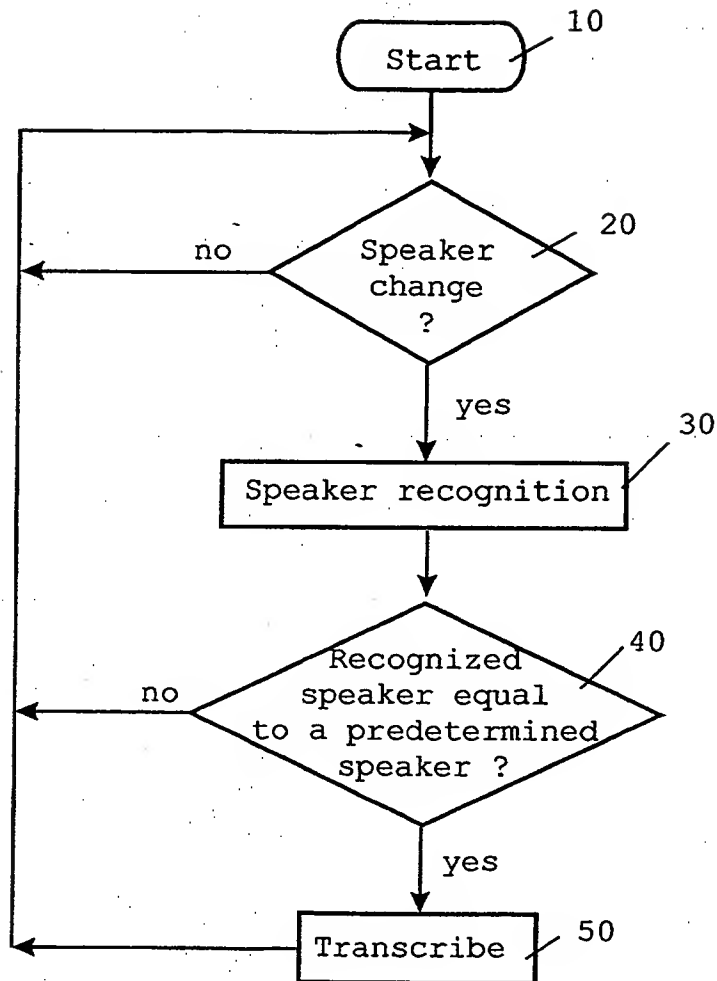 10
Start
20
no
Speaker
change
?
yes
30
Speaker recognition
40
Recognized
no
speaker equal
to a predetermined
speaker ?
yes
50
Transcribe